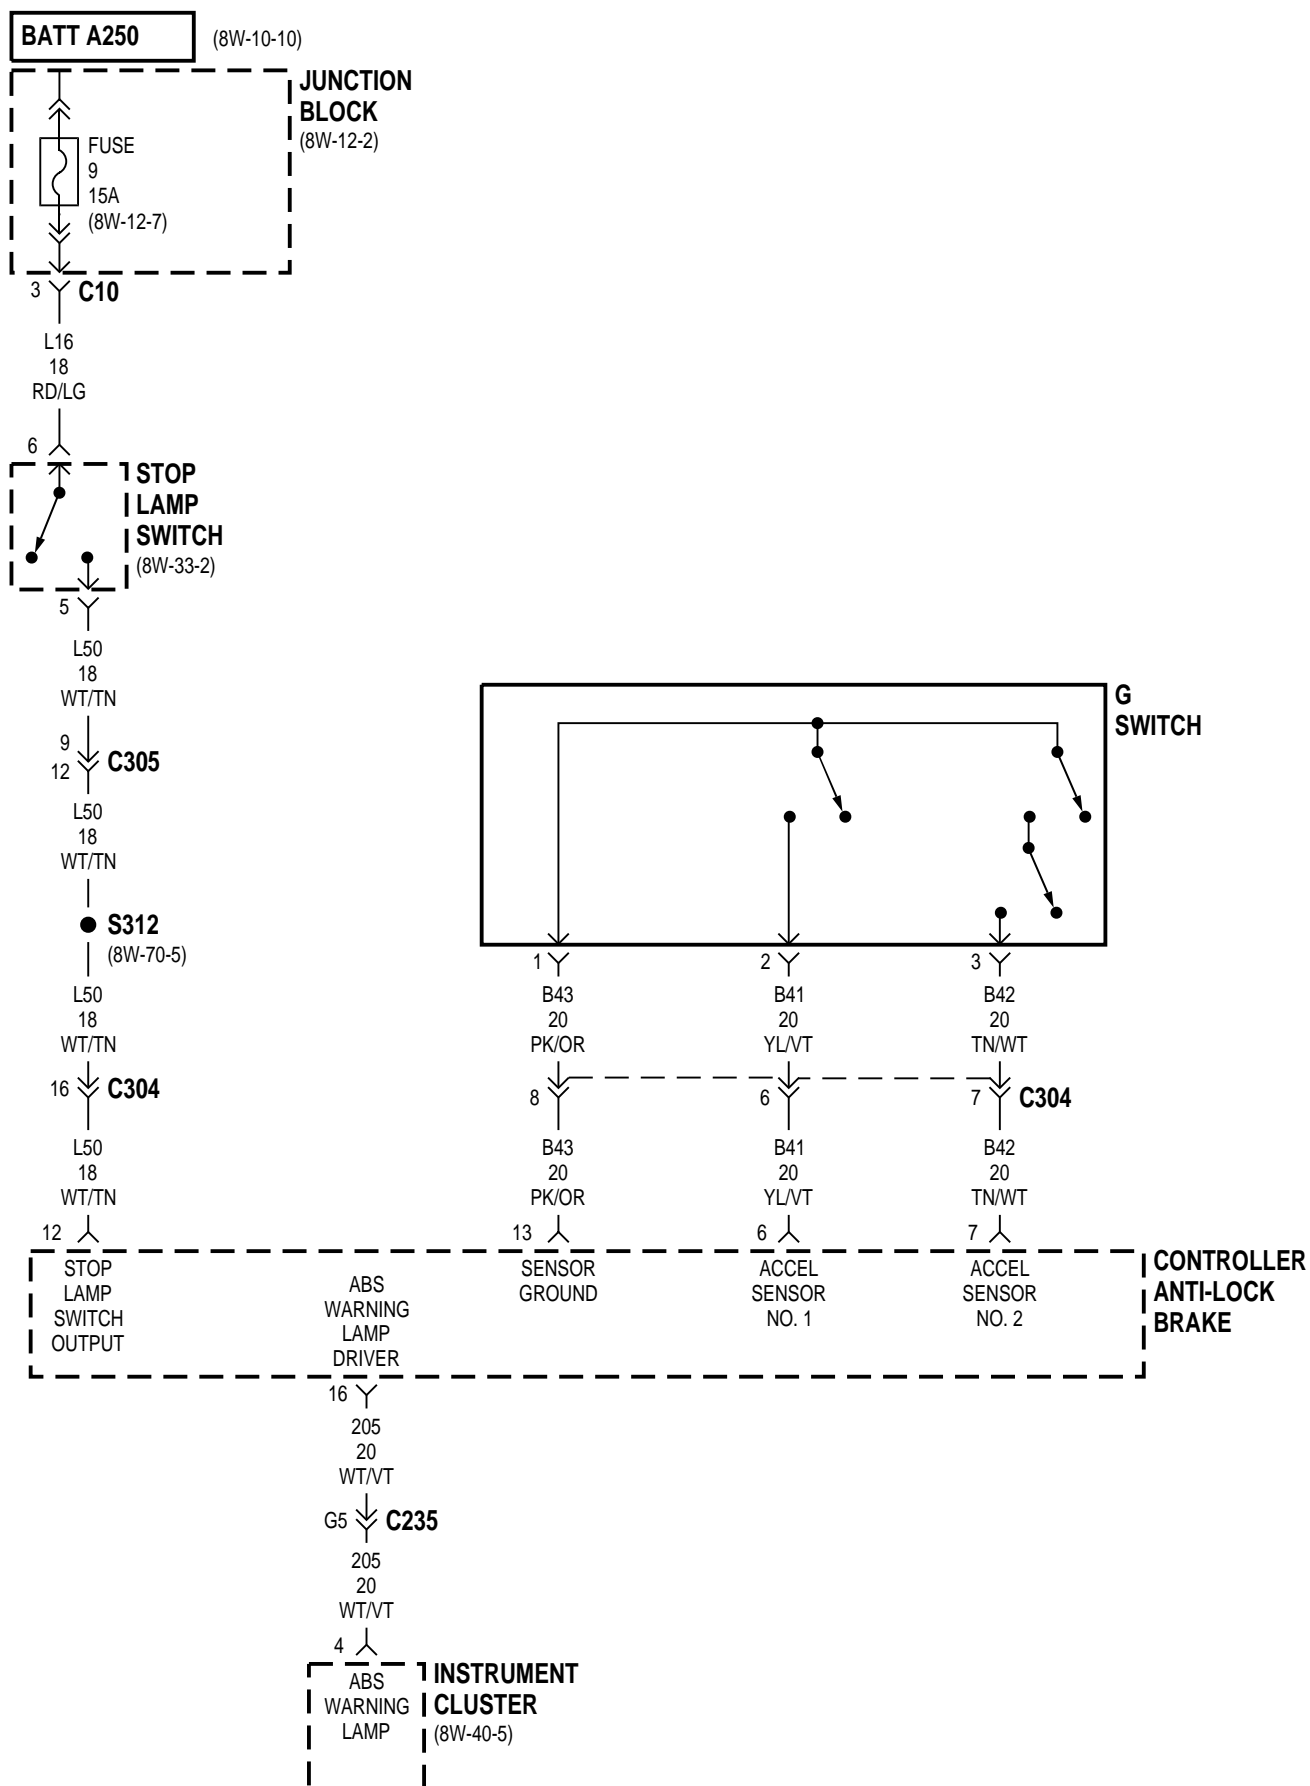 BATT A250
(8W-10-10)
JUNCTION
BLOCK
(8W-12-2)
FUSE
9
15A
(8W-12-7)
3
C10
L16
18
RD/LG
6
STOP
LAMP
SWITCH
(8W-33-2)
5
L50
18
WT/TN
9
12
C305
L50
18
WT/TN
S312
(8W-70-5)
L50
18
WT/TN
16
C304
L50
18
WT/TN
12
G
SWITCH
1
B43
20
PK/OR
8
B43
20
PK/OR
13
2
B41
20
YL/VT
6
B41
20
YL/VT
6
3
B42
20
TN/WT
7
C304
B42
20
TN/WT
7
STOP
LAMP
SWITCH
OUTPUT
ABS
WARNING
LAMP
DRIVER
SENSOR
GROUND
ACCEL
SENSOR
NO. 1
ACCEL
SENSOR
NO. 2
CONTROLLER
ANTI-LOCK
BRAKE
16
205
20
WT/VT
G5
C235
205
20
WT/VT
4
ABS
WARNING
LAMP
INSTRUMENT
CLUSTER
(8W-40-5)